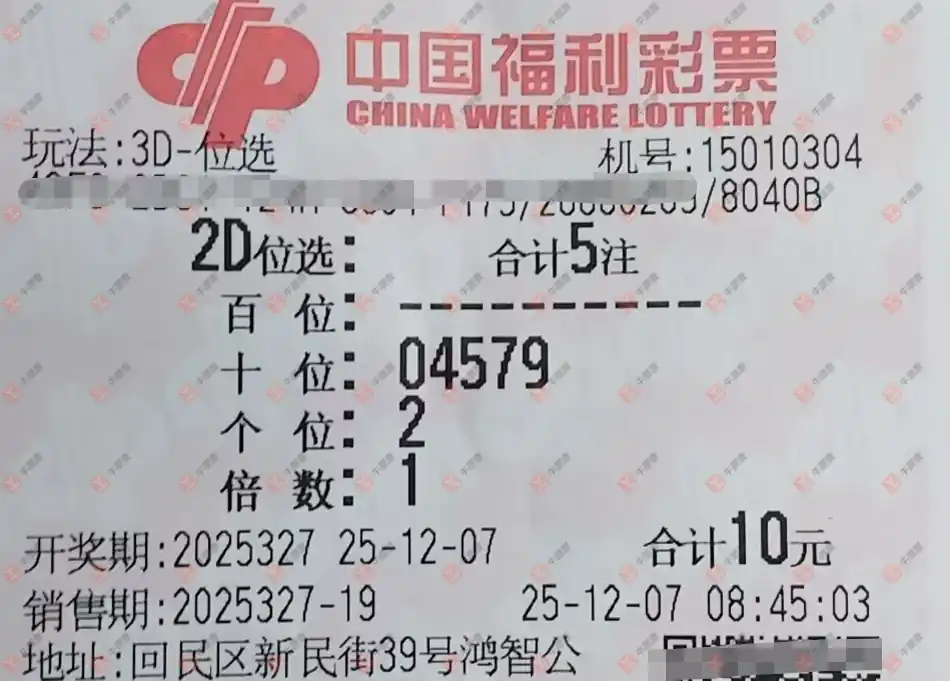 中国福利彩票
CHINA WELFARE LOTTERY
玩法:3D-位选 机号:15010304
/8040B
2D位选: 合计5注
百 位: ----------
十 位: 04579
个 位: 2
倍 数: 1
开奖期:2025327 25-12-07 合计10元
销售期:2025327-19 25-12-07 08:45:03
地址:回民区新民街39号鸿智公